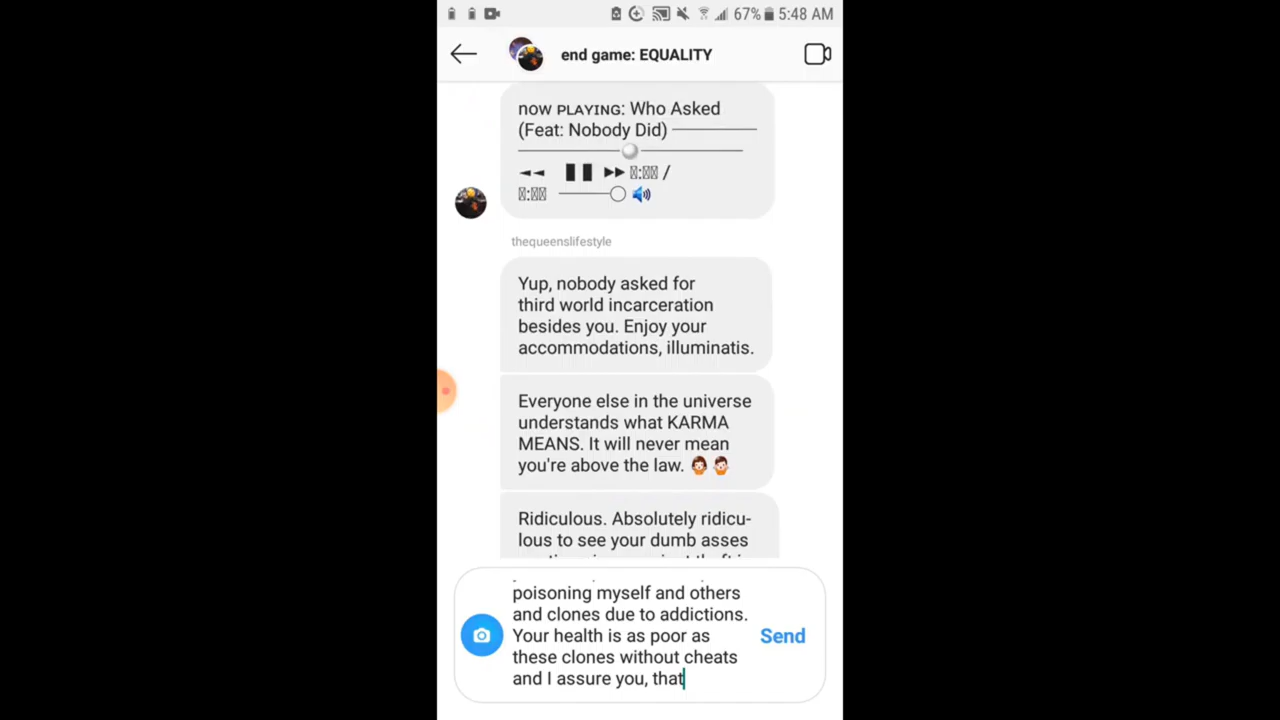 67% 5:48 AM
end game: EQUALITY
now ᴘʟᴀʏɪɴɢ: Who Asked
(Feat: Nobody Did) ─────────
───────────⚪──────────
◄◄⠀▐▐ ⠀►► :  /
:  ───○ 🔊
thequeenslifestyle
Yup, nobody asked for
third world incarceration
besides you. Enjoy your
accommodations, illuminatis.
Everyone else in the universe
understands what KARMA
MEANS. It will never mean
you're above the law. 🤷‍♀️🤷‍♂️
Ridiculous. Absolutely ridicu-
lous to see your dumb asses
poisoning myself and others
and clones due to addictions.
Your health is as poor as
these clones without cheats
and I assure you, that
Send